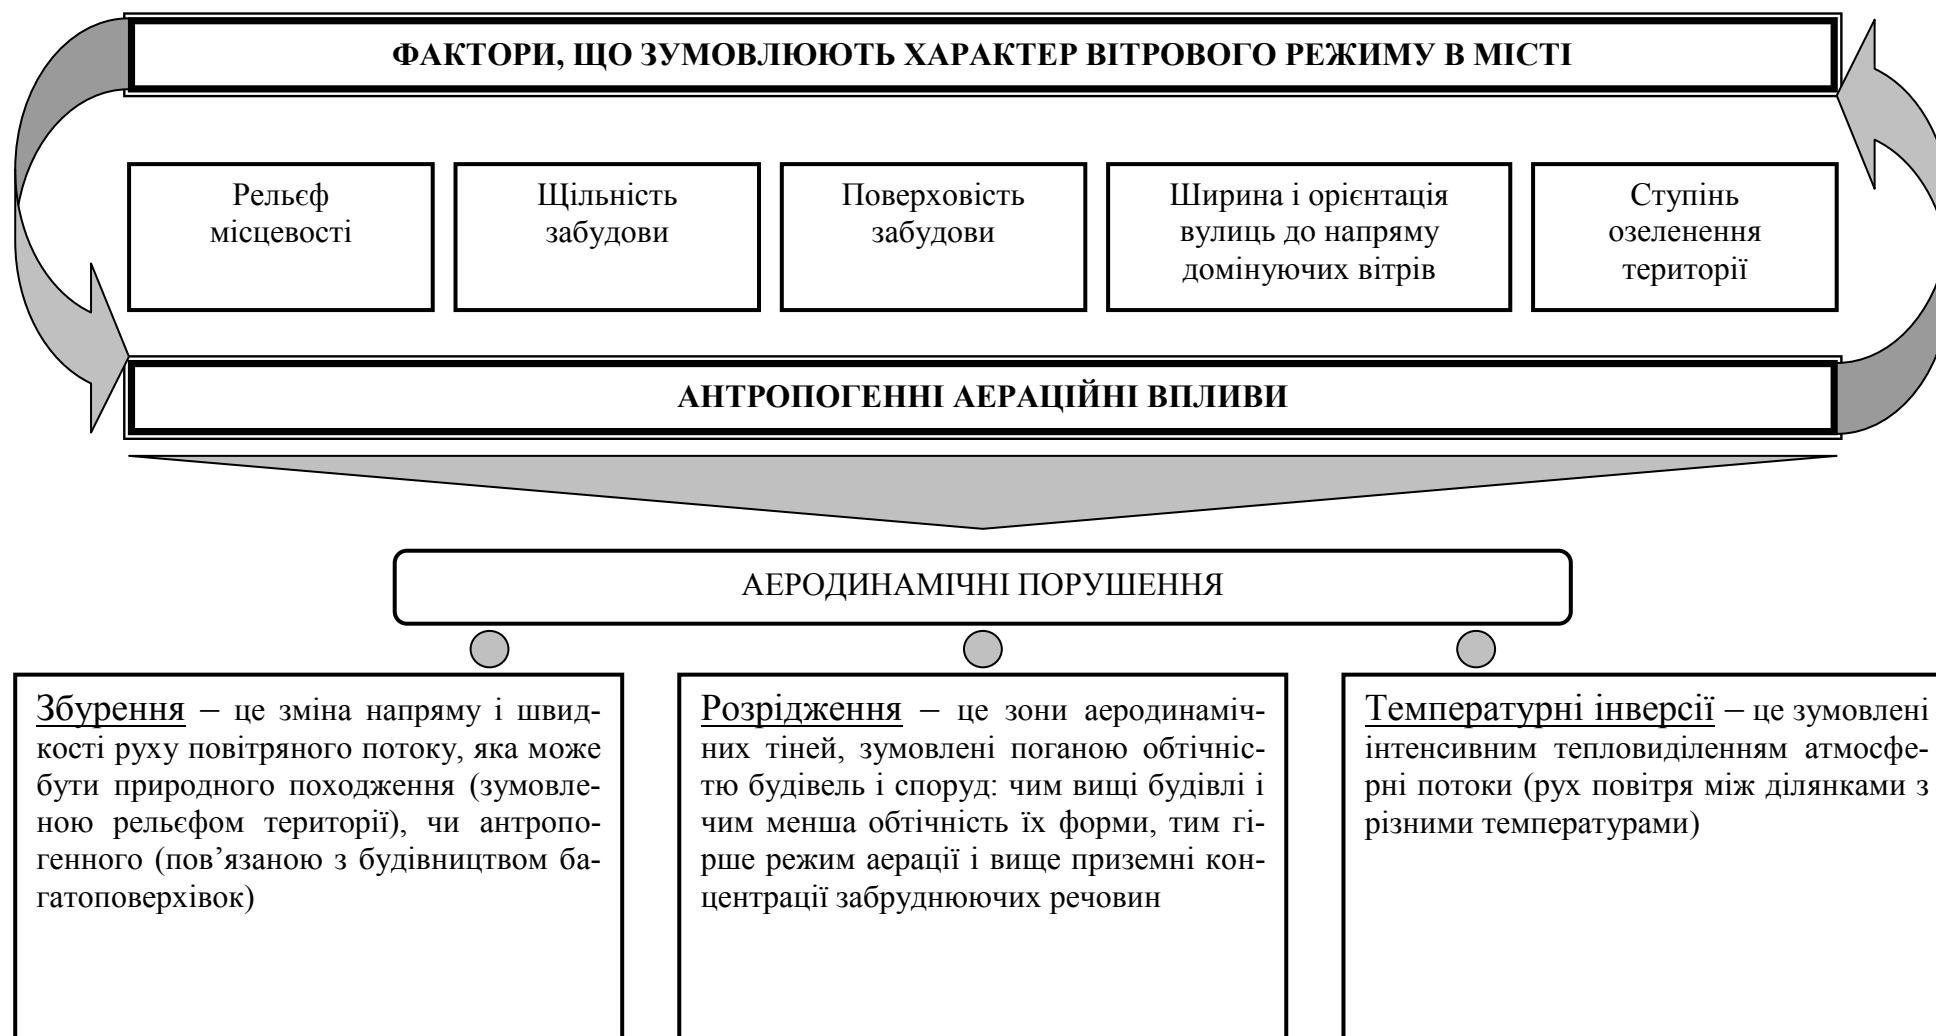 ФАКТОРИ, ЩО ЗУМОВЛЮЮТЬ ХАРАКТЕР ВІТРОВОГО РЕЖИМУ В МІСТІ
Рельєф
місцевості
Щільність
забудови
Поверховість
забудови
Ширина і орієнтація
вулиць до напряму
домінуючих вітрів
Ступінь
озеленення
території
АНТРОПОГЕННІ АЕРАЦІЙНІ ВПЛИВИ
АЕРОДИНАМІЧНІ ПОРУШЕННЯ
Збурення – це зміна напряму і швид-
кості руху повітряного потоку, яка може
бути природного походження (зумовле-
ною рельєфом території), чи антропо-
генного (пов’язаною з будівництвом ба-
гатоповерхівок)
Розрідження – це зони аеродинаміч-
них тіней, зумовлені поганою обтічніс-
тю будівель і споруд: чим вищі будівлі і
чим менша обтічність їх форми, тим гі-
рше режим аерації і вище приземні кон-
центрації забруднюючих речовин
Температурні інверсії – це зумовлені
інтенсивним тепловиділенням атмосфе-
рні потоки (рух повітря між ділянками з
різними температурами)